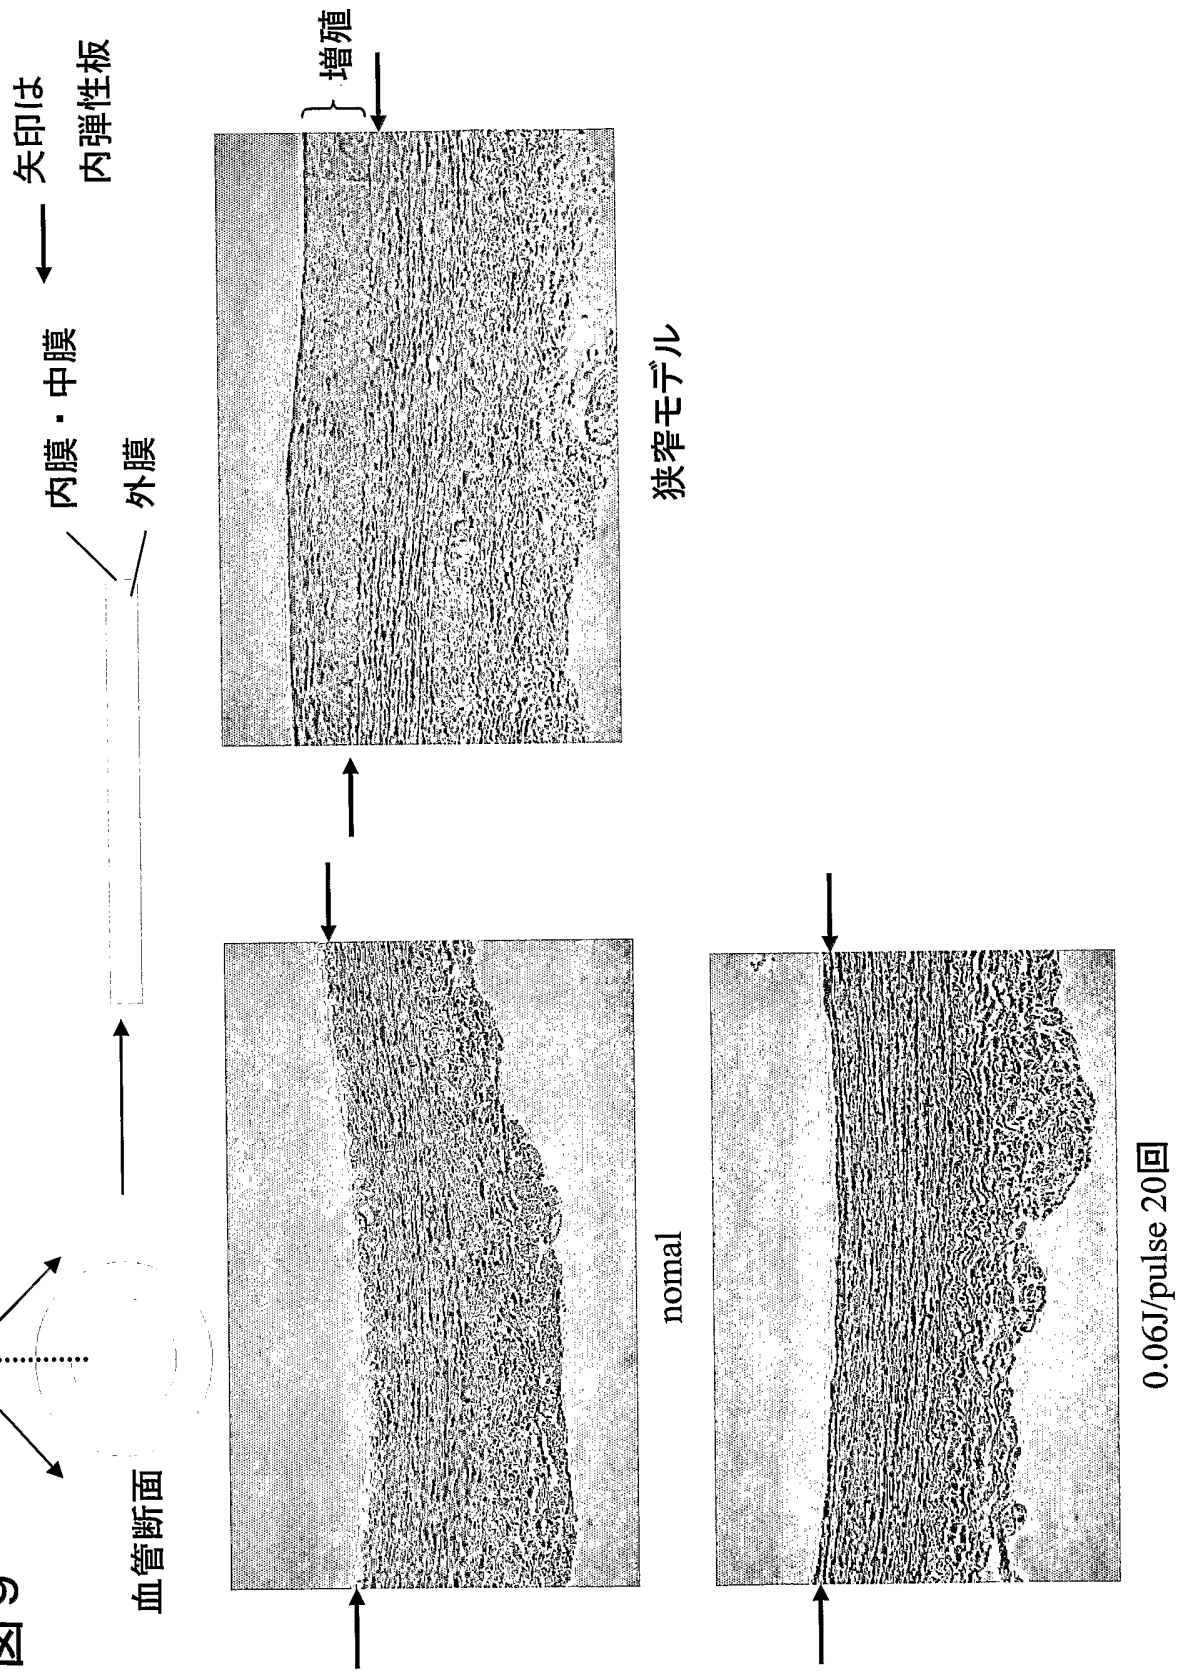 図9
血管断面
内膜・中膜
外膜
矢印は
内弾性板
nomal
増殖
狭窄モデル
0.06J/pulse 20回